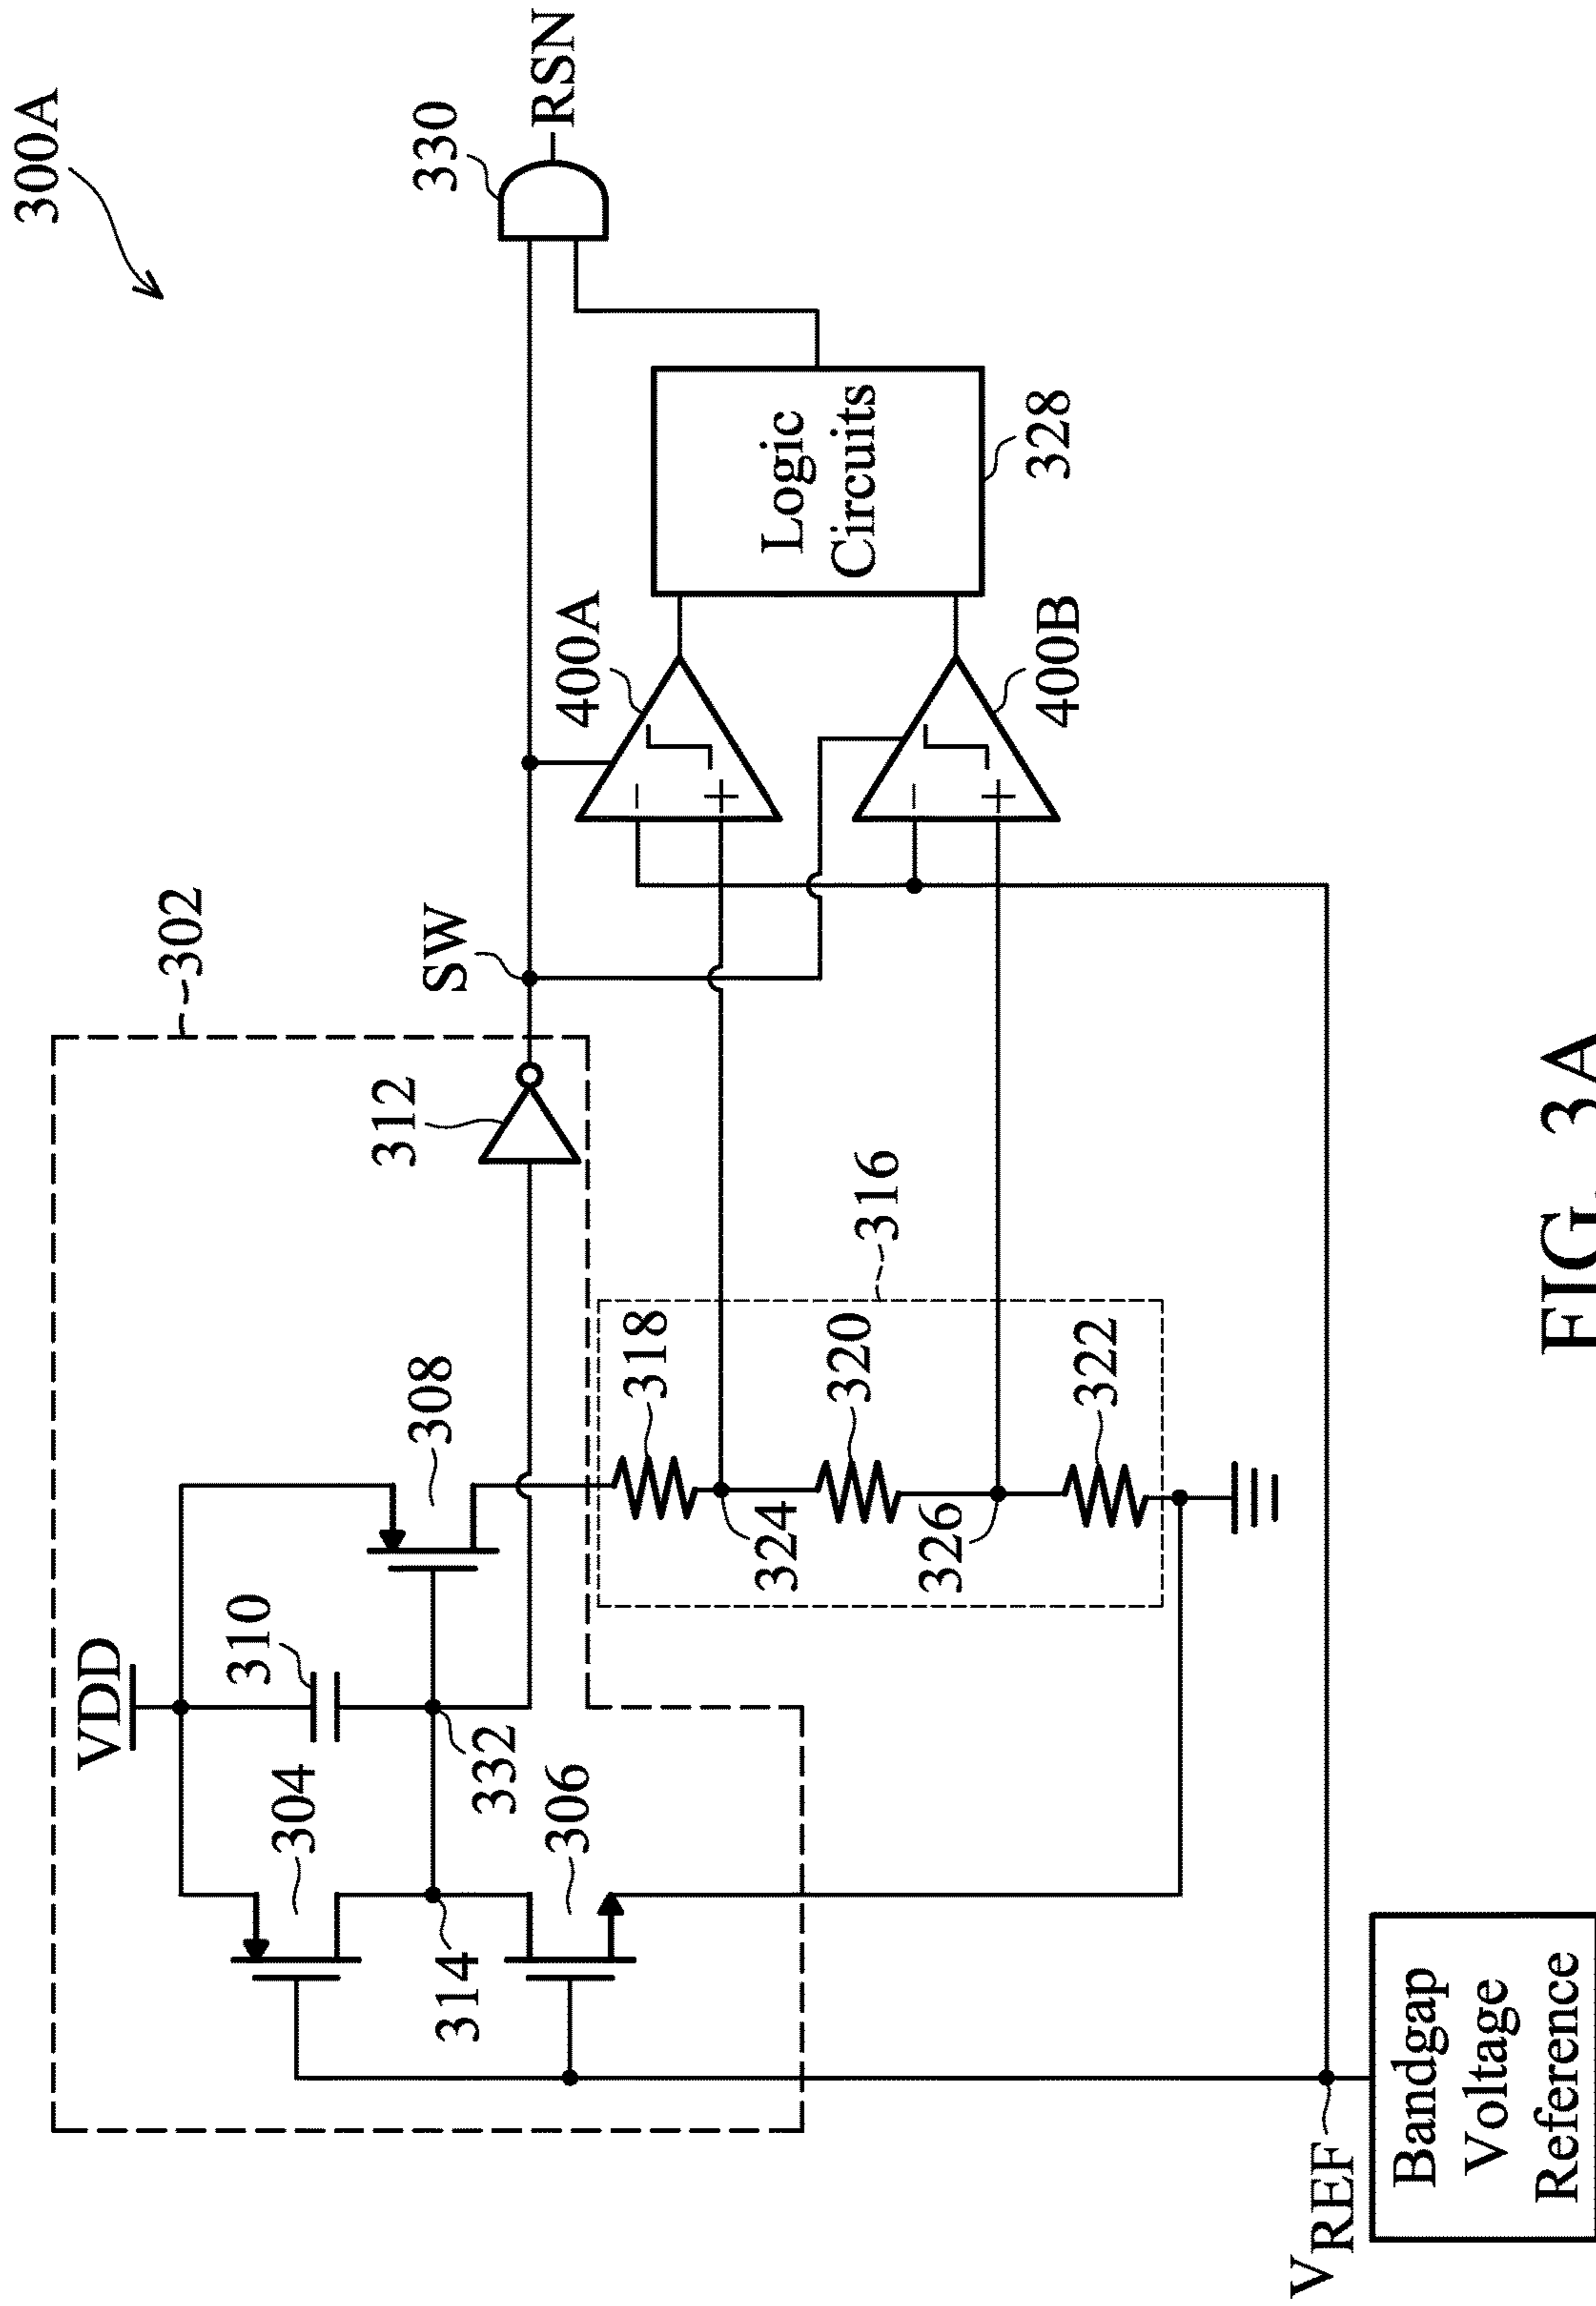 300A
VDD
302
304
310
308
312
SW
330
RSN
314
332
306
400A
318
324
316
320
326
322
400B
Logic
Circuits
328
VREF
Bandgap
Voltage
Reference
FIG. 3A